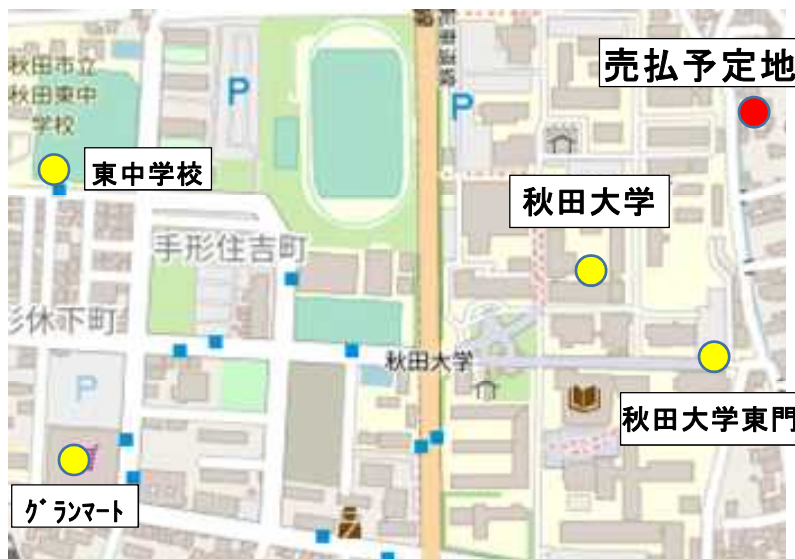 売払予定地
P
P
秋田市立
秋田東中
学校
東中学校
秋田大学
手形住吉町
形休下町
秋田大学
P
秋田大学東門
グランマート